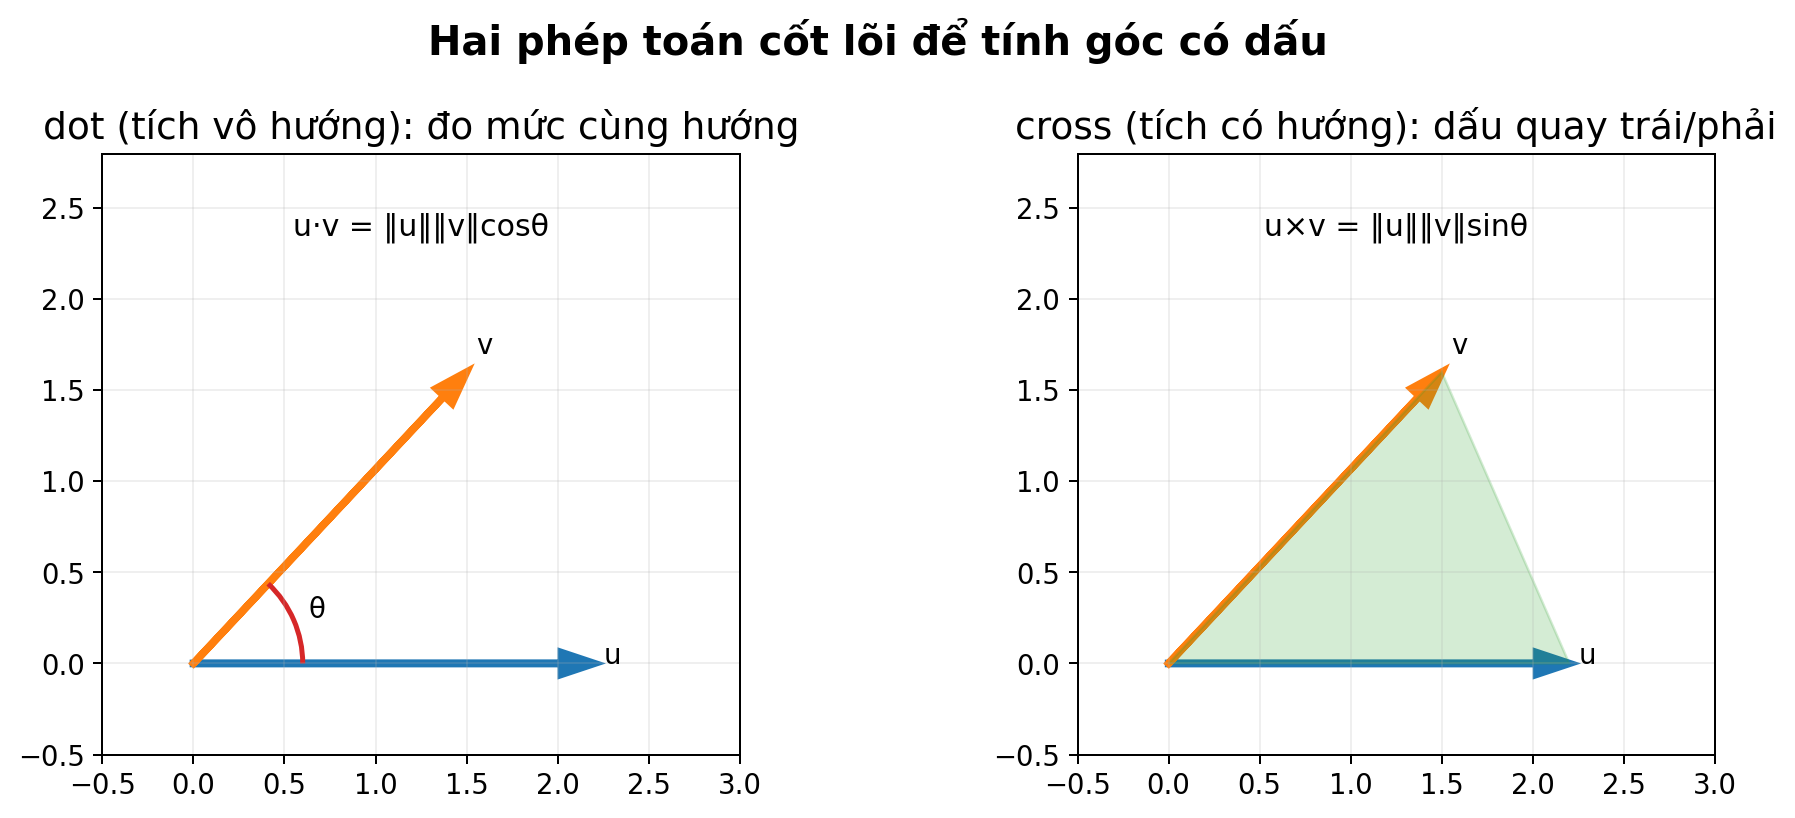 Hai phép toán cốt lõi để tính góc có dấu
dot (tích vô hướng): đo mức cùng hướng
u·v = ‖u‖‖v‖cosθ
v
θ
u
2.5
2.0
1.5
1.0
0.5
0.0
−0.5
−0.5 0.0 0.5 1.0 1.5 2.0 2.5 3.0
cross (tích có hướng): dấu quay trái/phải
u×v = ‖u‖‖v‖sinθ
v
u
2.5
2.0
1.5
1.0
0.5
0.0
−0.5
−0.5 0.0 0.5 1.0 1.5 2.0 2.5 3.0